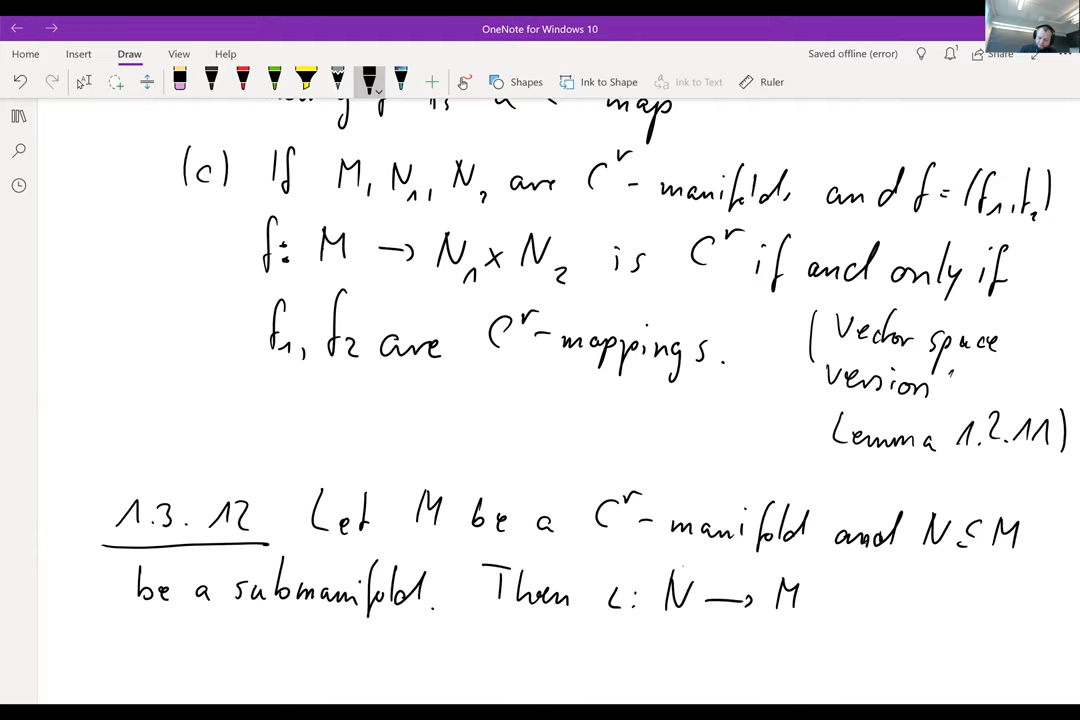 OneNote for Windows 10
Home Insert Draw View Help
Saved offline (error) Share
Shapes Ink to Shape Ink to Text Ruler
is a map
(c) If M, N₁, N₂ are Cʳ - manifolds and f = (f₁, f₂)
f: M → N₁ × N₂ is Cʳ if and only if
f₁, f₂ are Cʳ-mappings.
(Vector space
version
Lemma 1.2.11)
1.3.12 Let M be a Cʳ-manifold and N ⊆ M
be a submanifold. Then ι: N → M